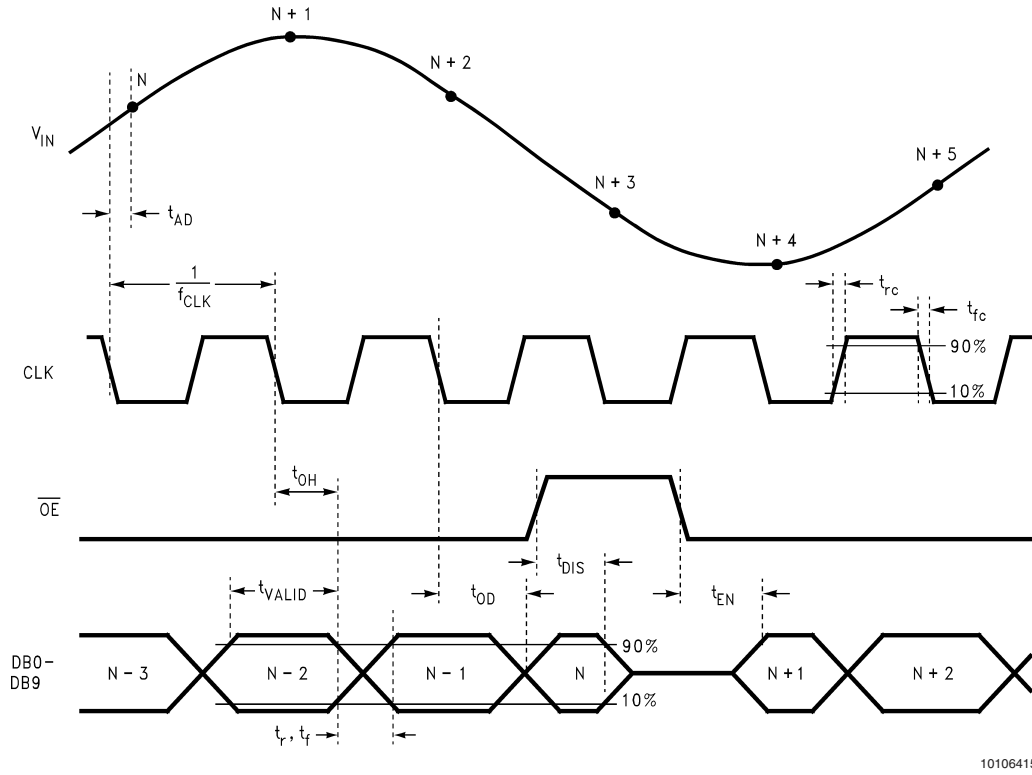 N + 1
N + 2
N
V_IN
N + 3
N + 5
t_AD
N + 4
1
f_CLK
t_rc
t_fc
90%
CLK
10%
t_OH
OE
t_DIS
t_VALID
t_OD
t_EN
90%
DB0–
DB9
N – 3
N – 2
N – 1
N
N + 1
N + 2
10%
t_r , t_f
10106415